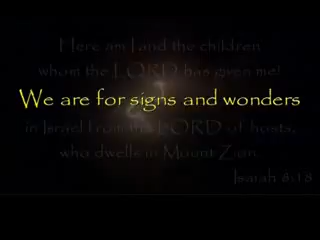 Here am I and the children
whom the LORD has given me!
We are for signs and wonders
in Israel from the LORD of hosts,
who dwells in Mount Zion.
Isaiah 8:18